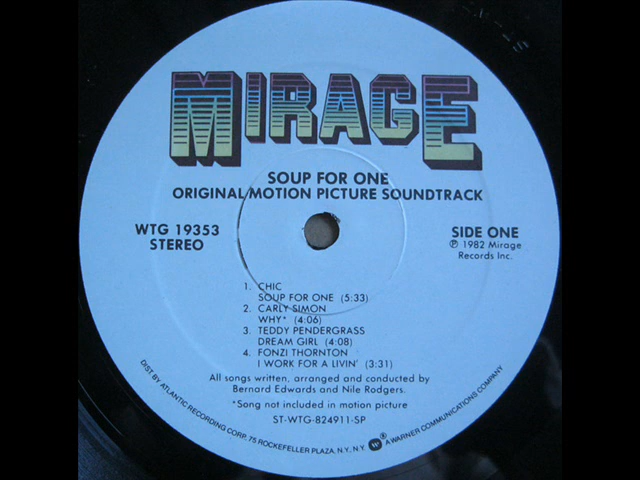 MIRAGE
SOUP FOR ONE
ORIGINAL MOTION PICTURE SOUNDTRACK
WTG 19353
STEREO
SIDE ONE
℗ 1982 Mirage
Records Inc.
1. CHIC
SOUP FOR ONE (5:33)
2. CARLY SIMON
WHY* (4:06)
3. TEDDY PENDERGRASS
DREAM GIRL (4:08)
4. FONZI THORNTON
I WORK FOR A LIVIN' (3:31)
All songs written, arranged and conducted by
Bernard Edwards and Nile Rodgers.
*Song not included in motion picture
ST-WTG-824911-SP
DIST. BY ATLANTIC RECORDING CORP. 75 ROCKEFELLER PLAZA, N.Y., N.Y. W ® A WARNER COMMUNICATIONS COMPANY